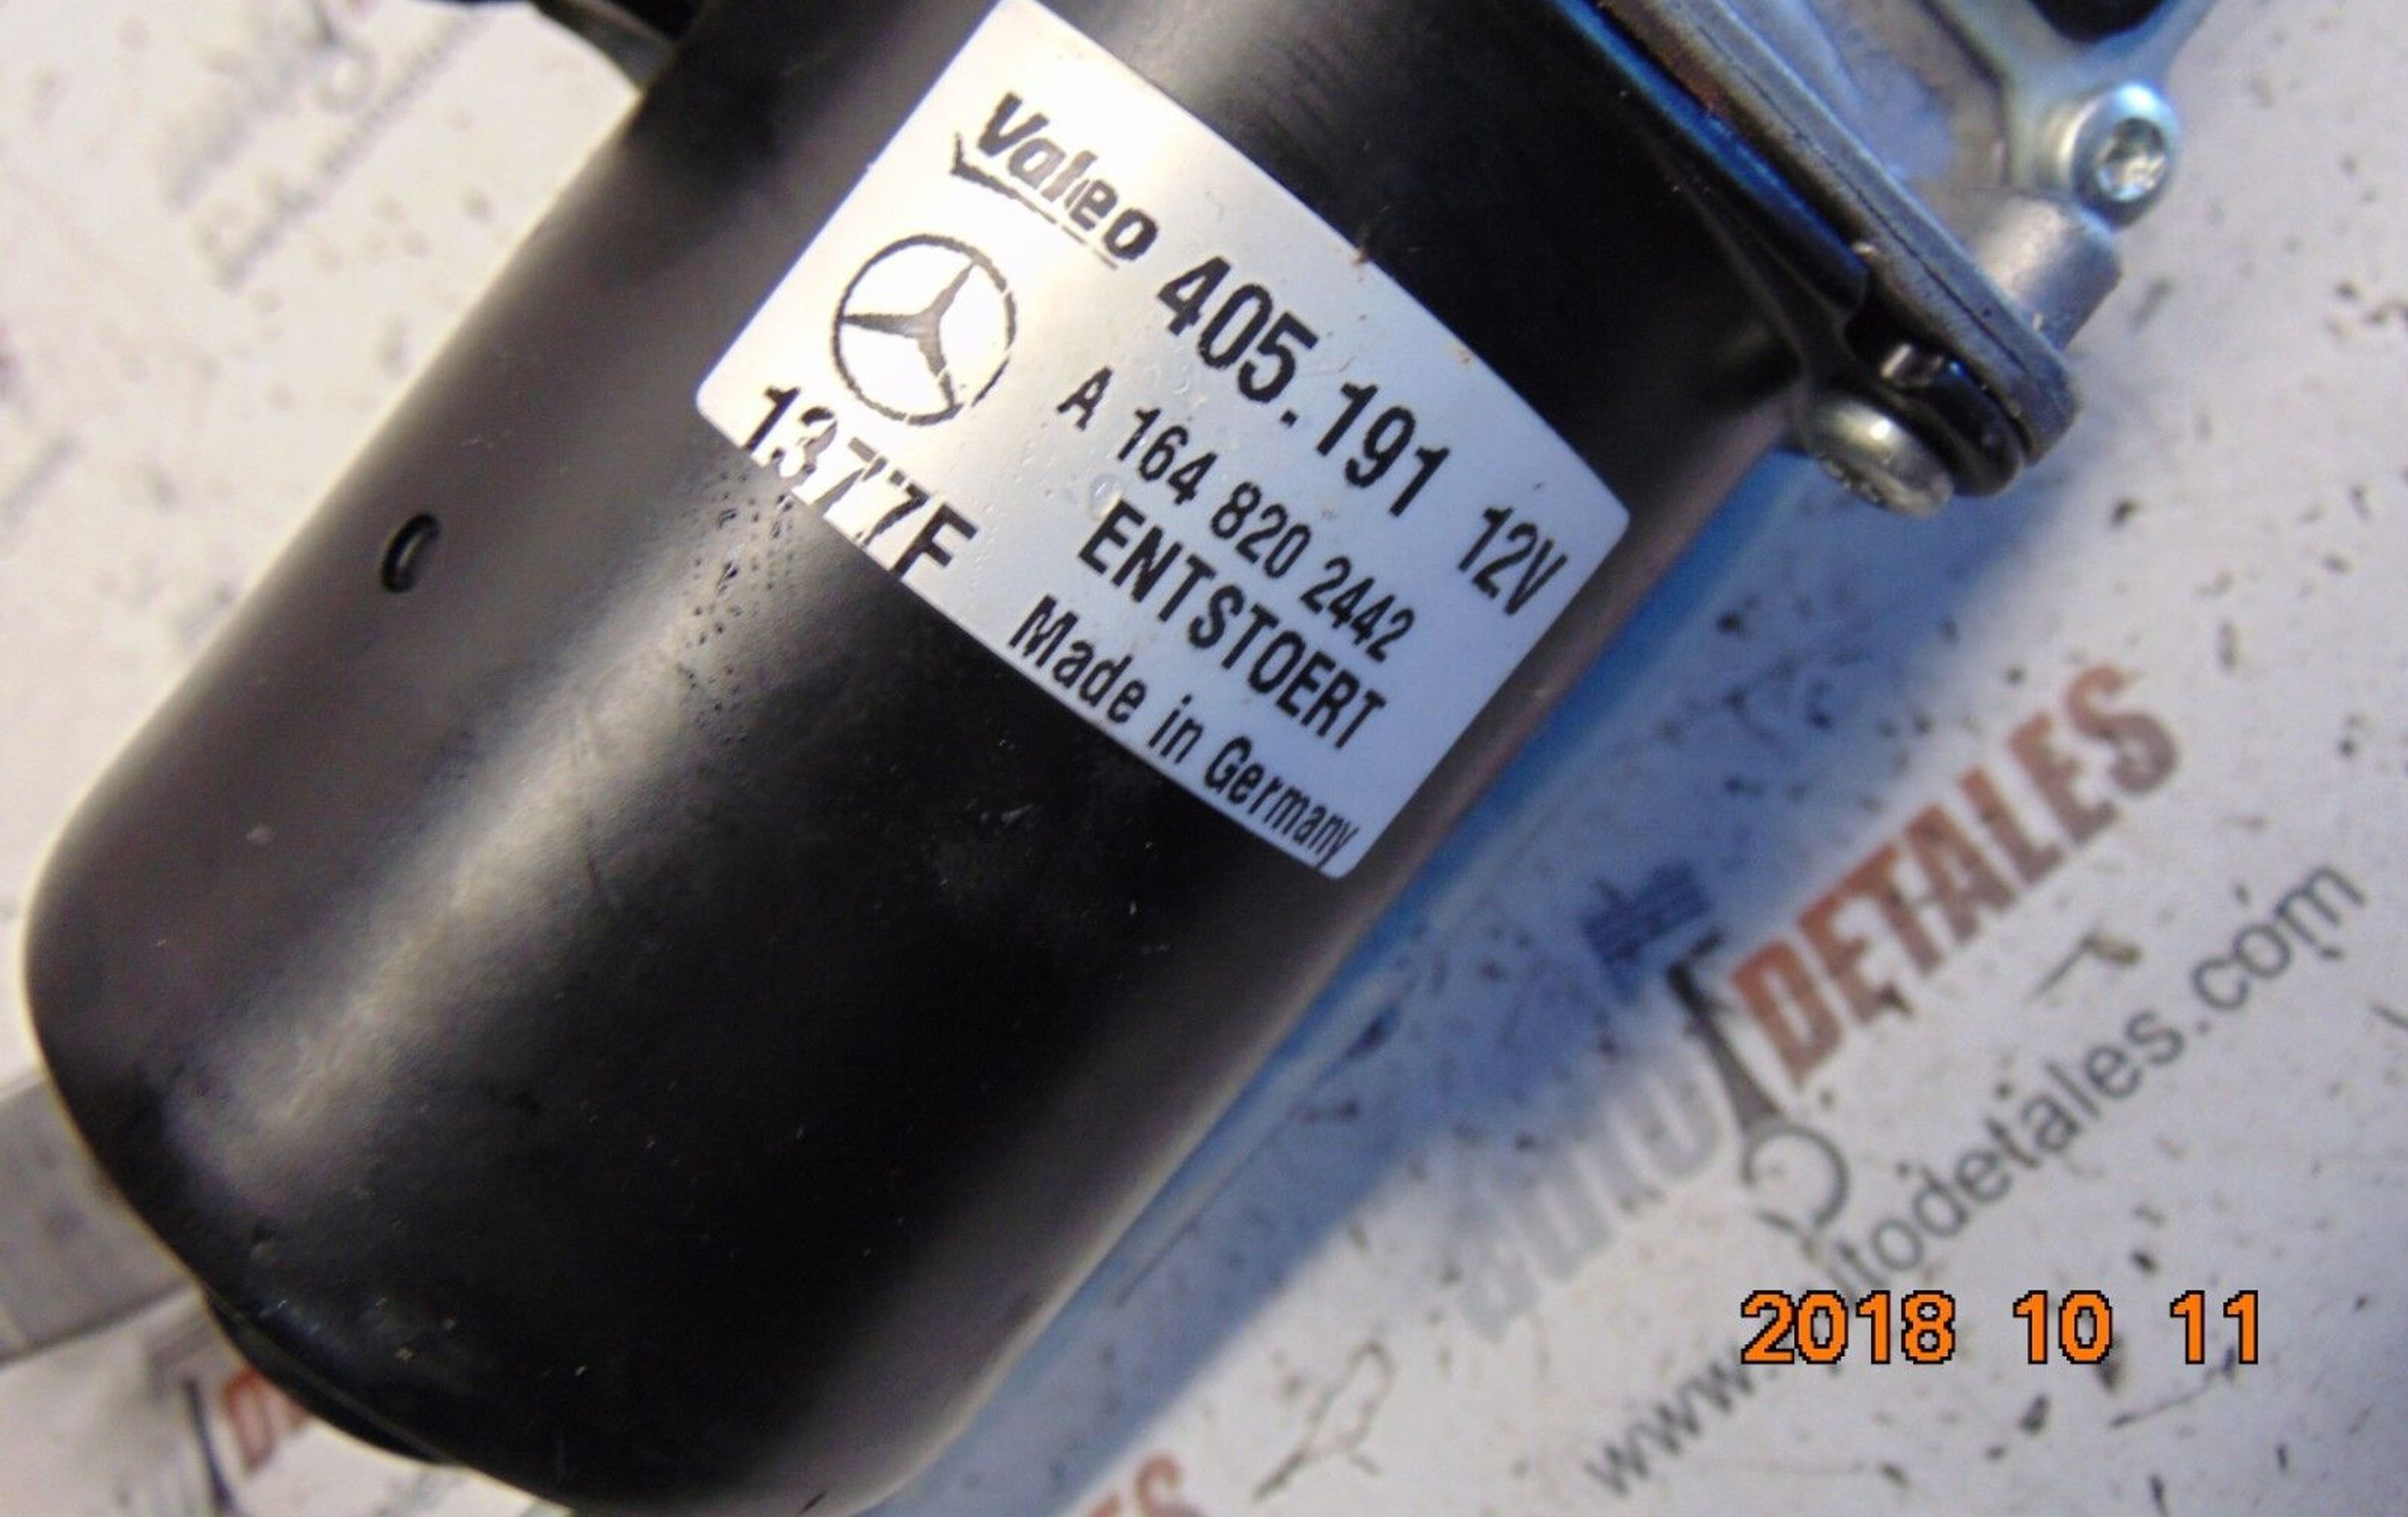 Valeo
405.191 12V
A 164 820 2442
ENTSTOERT
1377F Made in Germany
DETALES
www.autodetales.com
2018 10 11